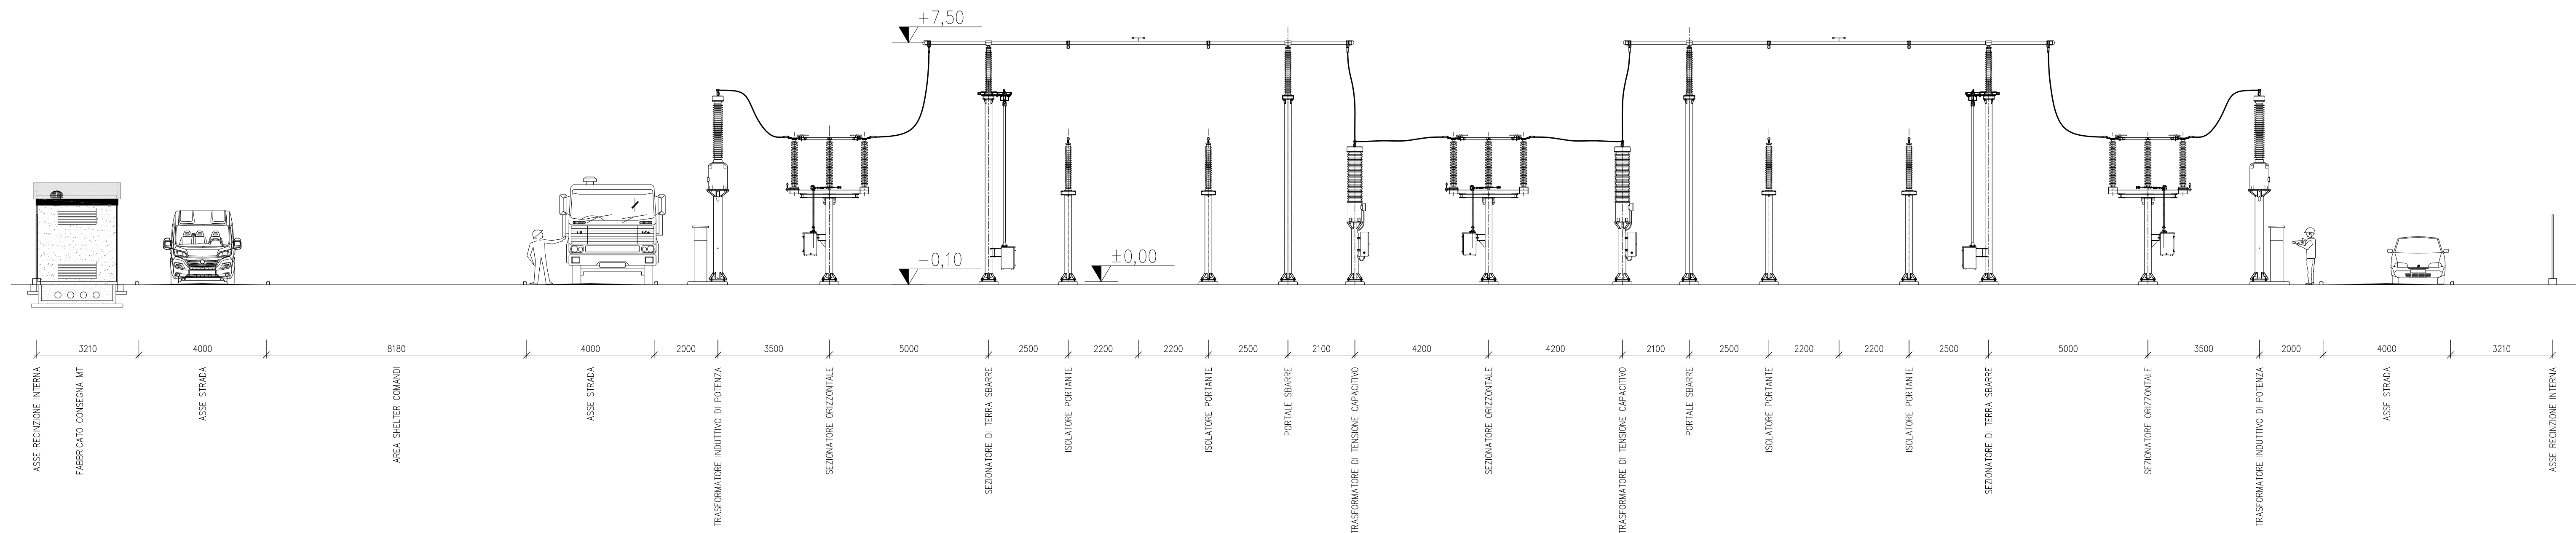 +7,50
-0,10
±0,00
3210 4000 8180 4000 2000 3500 5000 2500 2200 2200 2500 2100 4200 4200 2100 2500 2200 2200 2500 5000 3500 2000 4000 3210
ASSE RECINZIONE INTERNA
FABBRICATO CONSEGNA MT
ASSE STRADA
AREA SHELTER COMANDI
ASSE STRADA
TRASFORMATORE INDUTTIVO DI POTENZA
SEZIONATORE ORIZZONTALE
SEZIONATORE DI TERRA SBARRE
ISOLATORE PORTANTE
ISOLATORE PORTANTE
PORTALE SBARRE
TRASFORMATORE DI TENSIONE CAPACITIVO
SEZIONATORE ORIZZONTALE
TRASFORMATORE DI TENSIONE CAPACITIVO
PORTALE SBARRE
ISOLATORE PORTANTE
ISOLATORE PORTANTE
SEZIONATORE DI TERRA SBARRE
SEZIONATORE ORIZZONTALE
TRASFORMATORE INDUTTIVO DI POTENZA
ASSE STRADA
ASSE RECINZIONE INTERNA